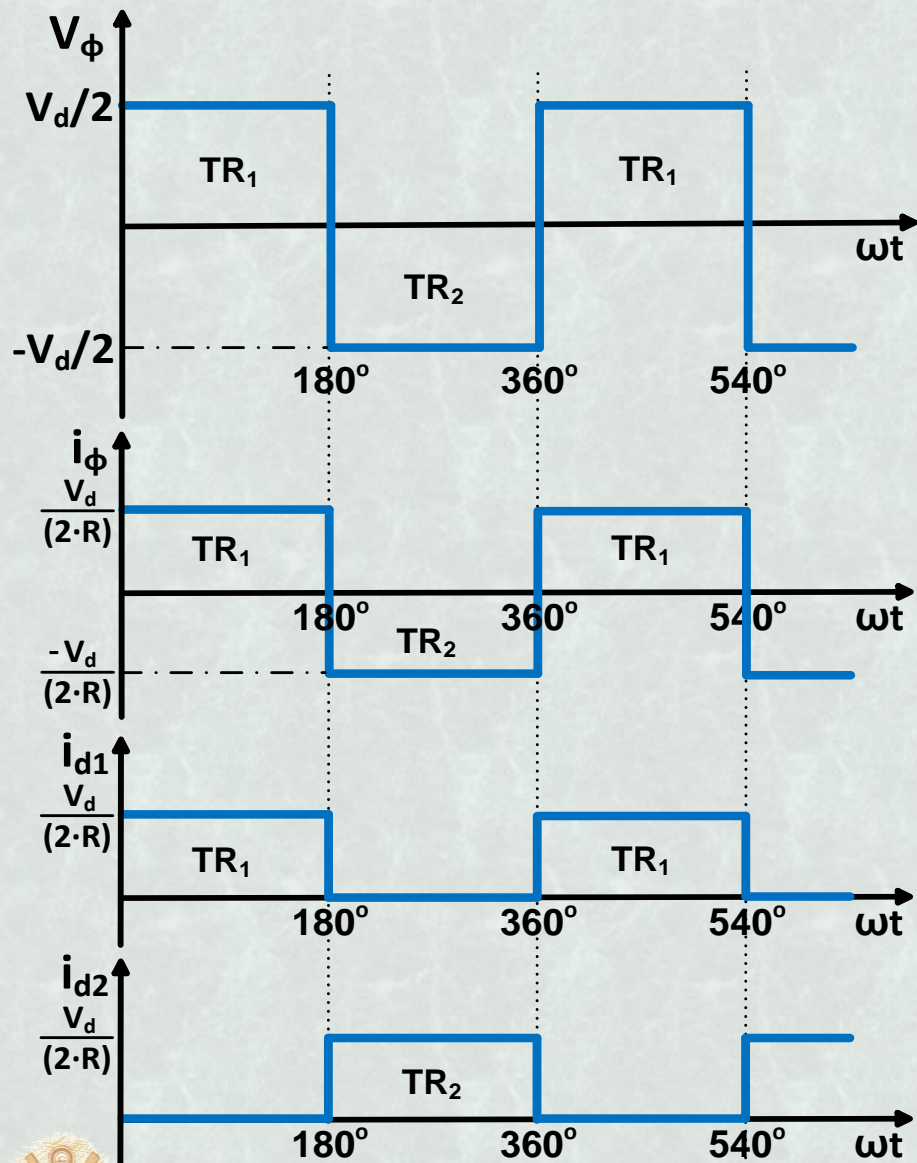 Vϕ
Vd/2
TR1 TR1
ωt
TR2
-Vd/2
180º 360º 540º
iϕ
Vd
(2·R)
TR1 TR1
180º 360º 540º ωt
TR2
-Vd
(2·R)
id1
Vd
(2·R)
TR1 TR1
180º 360º 540º ωt
id2
Vd
(2·R)
TR2
180º 360º 540º ωt